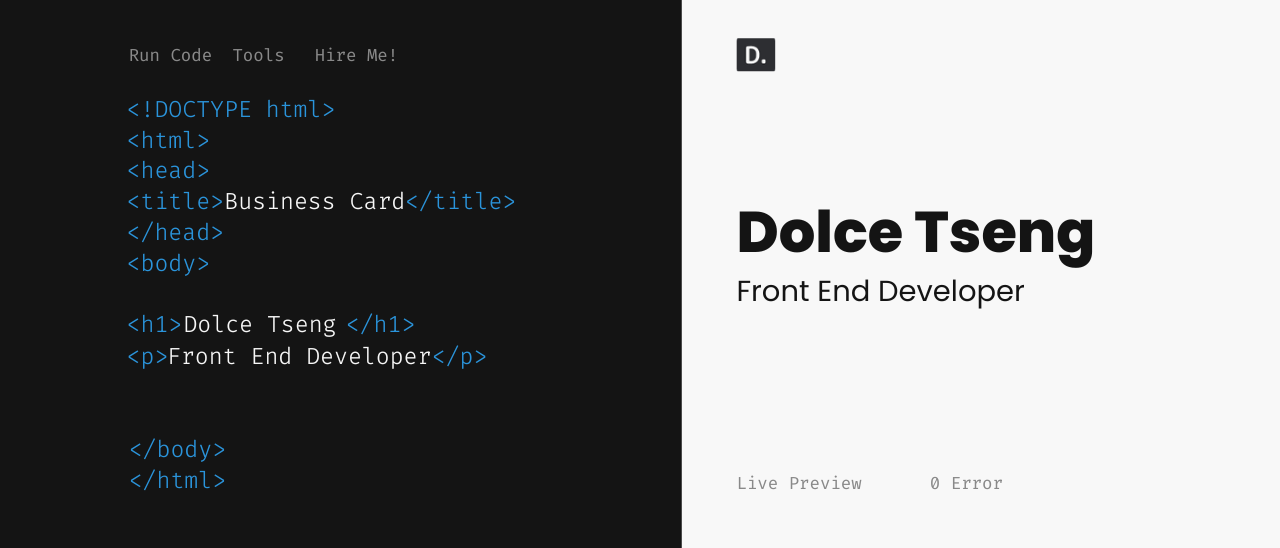 Run Code Tools Hire Me!
<!DOCTYPE html>
<html>
<head>
<title>Business Card</title>
</head>
<body>
<h1>Dolce Tseng </h1>
<p>Front End Developer</p>
</body>
</html>
D.
Dolce Tseng
Front End Developer
Live Preview 0 Error